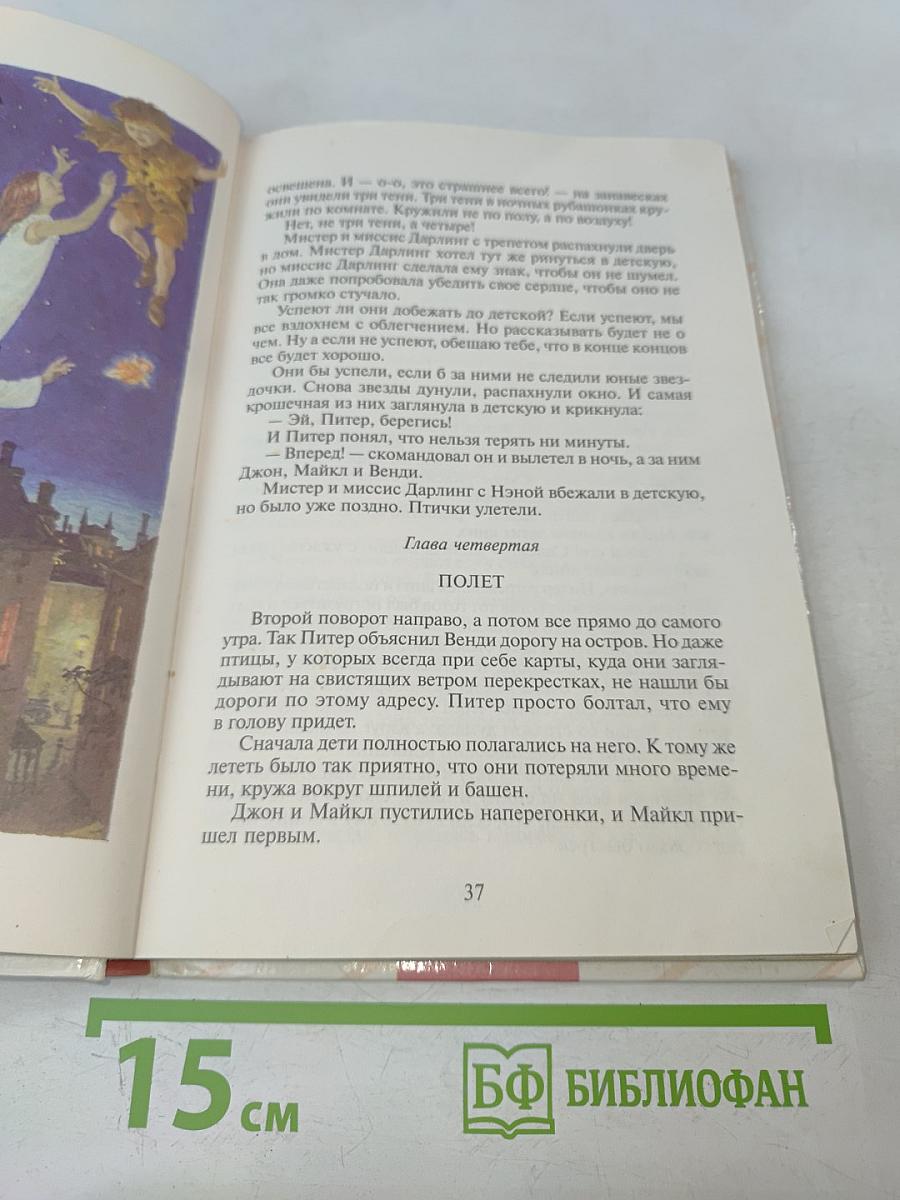 освещена. И — о-о, это страшнее всего! — на занавесках
они увидели три тени. Три тени в ночных рубашонках кру-
жили по комнате. Кружили не по полу, а по воздуху!
Нет, не три тени, а четыре!
Мистер и миссис Дарлинг с трепетом распахнули дверь
в дом. Мистер Дарлинг хотел тут же ринуться в детскую,
но миссис Дарлинг сделала ему знак, чтобы он не шумел.
Она даже попробовала убедить свое сердце, чтобы оно не
так громко стучало.
Успеют ли они добежать до детской? Если успеют, мы
все вздохнем с облегчением. Но рассказывать будет не о
чем. Ну а если не успеют, обещаю тебе, что в конце концов
все будет хорошо.
Они бы успели, если б за ними не следили юные звез-
дочки. Снова звезды дунули, распахнули окно. И самая
крошечная из них заглянула в детскую и крикнула:
— Эй, Питер, берегись!
И Питер понял, что нельзя терять ни минуты.
— Вперед! — скомандовал он и вылетел в ночь, а за ним
Джон, Майкл и Венди.
Мистер и миссис Дарлинг с Нэной вбежали в детскую,
но было уже поздно. Птички улетели.
Глава четвертая
ПОЛЕТ
Второй поворот направо, а потом все прямо до самого
утра. Так Питер объяснил Венди дорогу на остров. Но даже
птицы, у которых всегда при себе карты, куда они загля-
дывают на свистящих ветром перекрестках, не нашли бы
дороги по этому адресу. Питер просто болтал, что ему
в голову придет.
Сначала дети полностью полагались на него. К тому же
лететь было так приятно, что они потеряли много време-
ни, кружа вокруг шпилей и башен.
Джон и Майкл пустились наперегонки, и Майкл при-
шел первым.
37
15 см
БФ БИБЛИОФАН